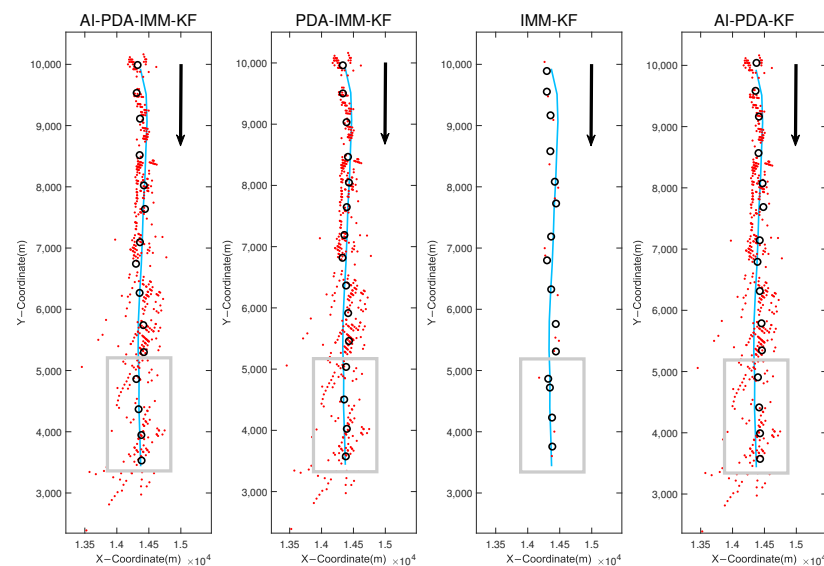 AI-PDA-IMM-KF
PDA-IMM-KF
IMM-KF
AI-PDA-KF
10,000
9,000
8,000
7,000
6,000
5,000
4,000
3,000
Y-Coordinate(m)
1.35 1.4 1.45 1.5
X-Coordinate(m) ×10⁴
10,000
9,000
8,000
7,000
6,000
5,000
4,000
3,000
Y-Coordinate(m)
1.35 1.4 1.45 1.5
X-Coordinate(m) ×10⁴
10,000
9,000
8,000
7,000
6,000
5,000
4,000
3,000
Y-Coordinate(m)
1.35 1.4 1.45 1.5
X-Coordinate(m) ×10⁴
10,000
9,000
8,000
7,000
6,000
5,000
4,000
3,000
Y-Coordinate(m)
1.35 1.4 1.45 1.5
X-Coordinate(m) ×10⁴